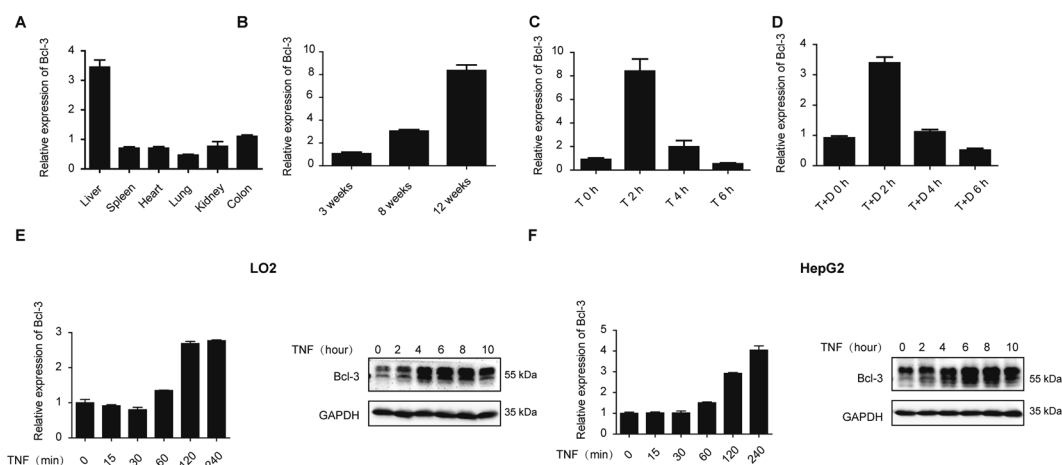 A
Relative expression of Bcl-3
4
3
2
1
0
Liver
Spleen
Heart
Lung
Kidney
Colon
B
Relative expression of Bcl-3
10
8
6
4
2
0
3 weeks
8 weeks
12 weeks
C
Relative expression of Bcl-3
10
8
6
4
2
0
T 0 h
T 2 h
T 4 h
T 6 h
D
Relative expression of Bcl-3
4
3
2
1
0
T+D 0 h
T+D 2 h
T+D 4 h
T+D 6 h
E
LO2
Relative expression of Bcl-3
3
2
1
0
TNF（min） 0 15 30 60 120 240
TNF（hour） 0 2 4 6 8 10
Bcl-3 55 kDa
GAPDH 35 kDa
F
HepG2
Relative expression of Bcl-3
5
4
3
2
1
0
TNF（min） 0 15 30 60 120 240
TNF（hour） 0 2 4 6 8 10
Bcl-3 55 kDa
GAPDH 35 kDa